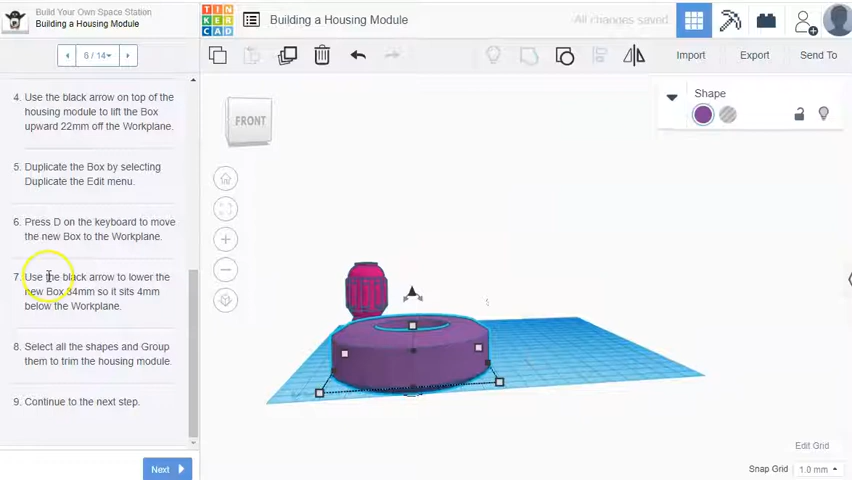 Build Your Own Space Station
Building a Housing Module
TIN
KER
CAD
Building a Housing Module
All changes saved
6 / 14
Import
Export
Send To
4. Use the black arrow on top of the
housing module to lift the Box
upward 22mm off the Workplane.
5. Duplicate the Box by selecting
Duplicate the Edit menu.
6. Press D on the keyboard to move
the new Box to the Workplane.
7. Use the black arrow to lower the
new Box 34mm so it sits 4mm
below the Workplane.
8. Select all the shapes and Group
them to trim the housing module.
9. Continue to the next step.
Next
FRONT
Shape
Edit Grid
Snap Grid
1.0 mm